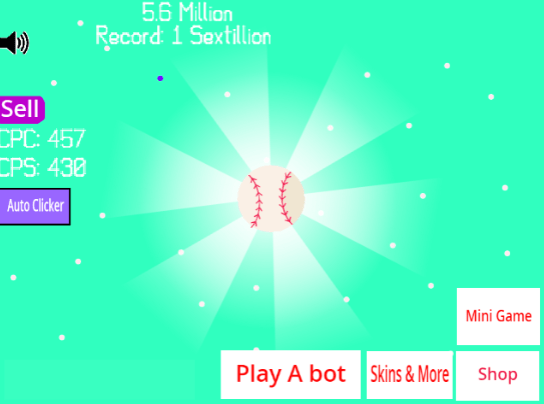 5.6 Million
Record: 1 Sextillion
Sell
CPC: 457
CPS: 430
Auto Clicker
Mini Game
Play A bot
Skins & More
Shop